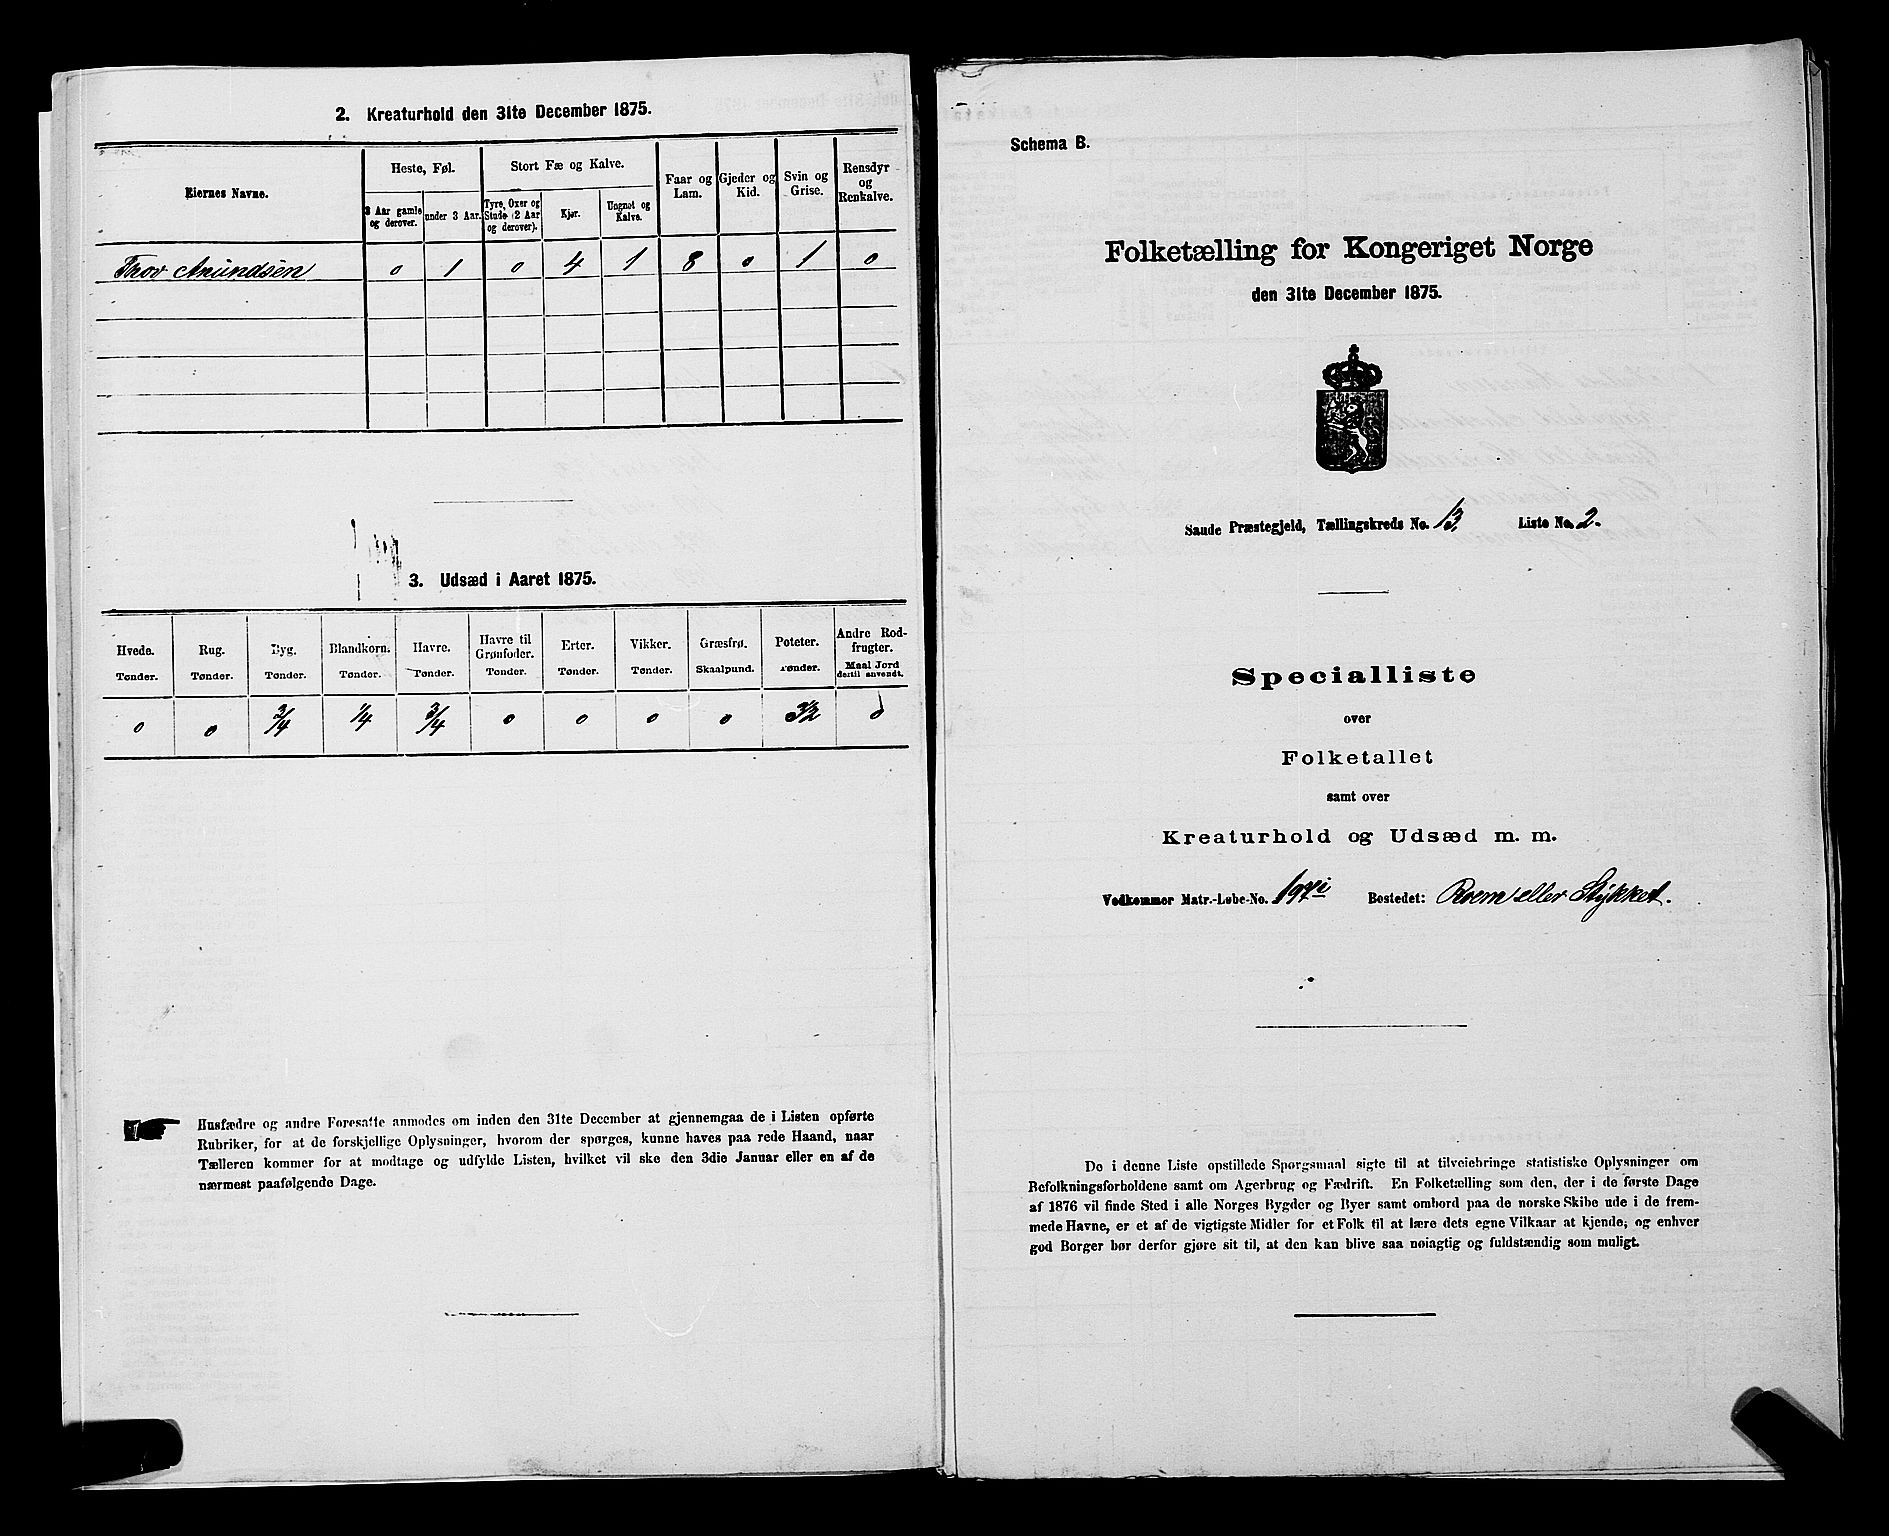 2. Kreaturhold den 31te December 1875.
Eiernes Navne.
Heste, Føl.
Stort Fæ og Kalve.
Faar og Lam.
Gjeder og Kid.
Svin og Grise.
Rensdyr og Renkalve.
3 Aar gamle og derover.
under 3 Aar.
Tyre, Oxer og Stude (2 Aar og derover).
Kjør.
Ungnøt og Kalve.
Trov Anundsen 0 1 0 4 1 8 0 1 0
3. Udsæd i Aaret 1875.
Hvede. Rug. Byg. Blandkorn. Havre. Havre til Grønfoder. Erter. Vikker. Græsfrø. Poteter. Andre Rodfrugter.
Tønder. Tønder. Tønder. Tønder. Tønder. Tønder. Tønder. Tønder. Skaalpund. Tønder. Maal Jord dertil anvendt.
0 0 3/4 1/4 3/4 0 0 0 0 3½ 0
Husfædre og andre Foresatte anmodes om inden den 31te December at gjennemgaa de i Listen opførte
Rubriker, for at de forskjellige Oplysninger, hvorom der spørges, kunne haves paa rede Haand, naar
Tælleren kommer for at modtage og udfylde Listen, hvilket vil ske den 3die Januar eller en af de
nærmest paafølgende Dage.
Schema B.
Folketælling for Kongeriget Norge
den 31te December 1875.
Saude Præstegjeld, Tællingskreds No. 13. Liste No. 2.
Specialliste
over
Folketallet
samt over
Kreaturhold og Udsæd m. m.
Vedkommer Matr.-Løbe-No. Bostedet: Roem eller Stykket.
De i denne Liste opstillede Spørgsmaal sigte til at tilveiebringe statistiske Oplysninger om
Befolkningsforholdene samt om Agerbrug og Fædrift. En Folketælling som den, der i de første Dage
af 1876 vil finde Sted i alle Norges Bygder og Byer samt ombord paa de norske Skibe ude i de frem-
mede Havne, er et af de vigtigste Midler for et Folk til at lære dets egne Vilkaar at kjende; og enhver
god Borger bør derfor gjøre sit til, at den kan blive saa nøiagtig og fuldstændig som muligt.